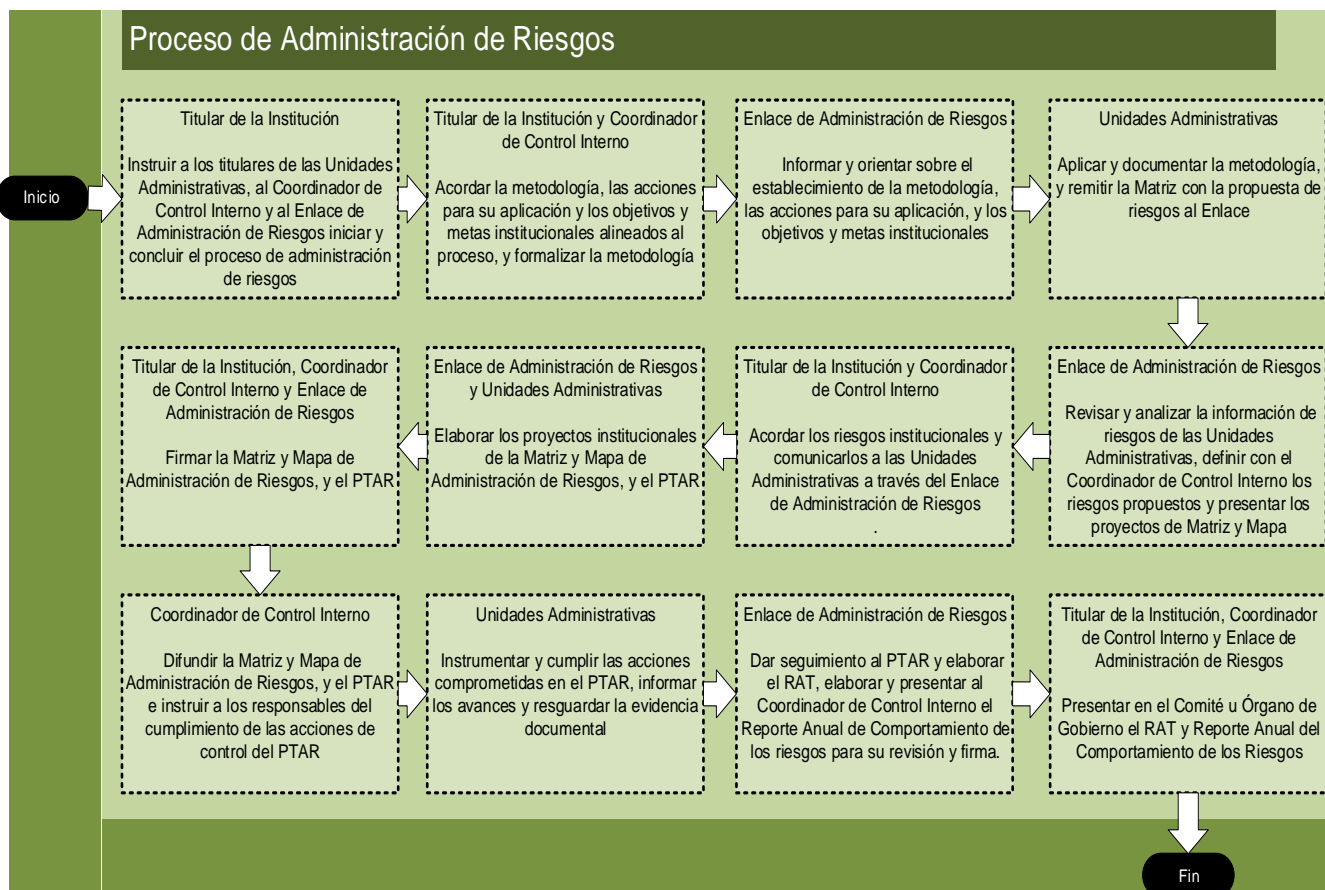 Proceso de Administración de Riesgos
Inicio
Titular de la Institución
Instruir a los titulares de las Unidades
Administrativas, al Coordinador de
Control Interno y al Enlace de
Administración de Riesgos iniciar y
concluir el proceso de administración
de riesgos
Titular de la Institución y Coordinador
de Control Interno
Acordar la metodología, las acciones
para su aplicación y los objetivos y
metas institucionales alineados al
proceso, y formalizar la metodología
Enlace de Administración de Riesgos
Informar y orientar sobre el
establecimiento de la metodología,
las acciones para su aplicación, y los
objetivos y metas institucionales
Unidades Administrativas
Aplicar y documentar la metodología,
y remitir la Matriz con la propuesta de
riesgos al Enlace
Enlace de Administración de Riesgos
Revisar y analizar la información de
riesgos de las Unidades
Administrativas, definir con el
Coordinador de Control Interno los
riesgos propuestos y presentar los
proyectos de Matriz y Mapa
Titular de la Institución y Coordinador
de Control Interno
Acordar los riesgos institucionales y
comunicarlos a las Unidades
Administrativas a través del Enlace
de Administración de Riesgos
.
Enlace de Administración de Riesgos
y Unidades Administrativas
Elaborar los proyectos institucionales
de la Matriz y Mapa de
Administración de Riesgos, y el PTAR
Titular de la Institución, Coordinador
de Control Interno y Enlace de
Administración de Riesgos
Firmar la Matriz y Mapa de
Administración de Riesgos, y el PTAR
Coordinador de Control Interno
Difundir la Matriz y Mapa de
Administración de Riesgos, y el PTAR
e instruir a los responsables del
cumplimiento de las acciones de
control del PTAR
Unidades Administrativas
Instrumentar y cumplir las acciones
comprometidas en el PTAR, informar
los avances y resguardar la evidencia
documental
Enlace de Administración de Riesgos
Dar seguimiento al PTAR y elaborar
el RAT, elaborar y presentar al
Coordinador de Control Interno el
Reporte Anual de Comportamiento de
los riesgos para su revisión y firma.
Titular de la Institución, Coordinador
de Control Interno y Enlace de
Administración de Riesgos
Presentar en el Comité u Órgano de
Gobierno el RAT y Reporte Anual del
Comportamiento de los Riesgos
Fin